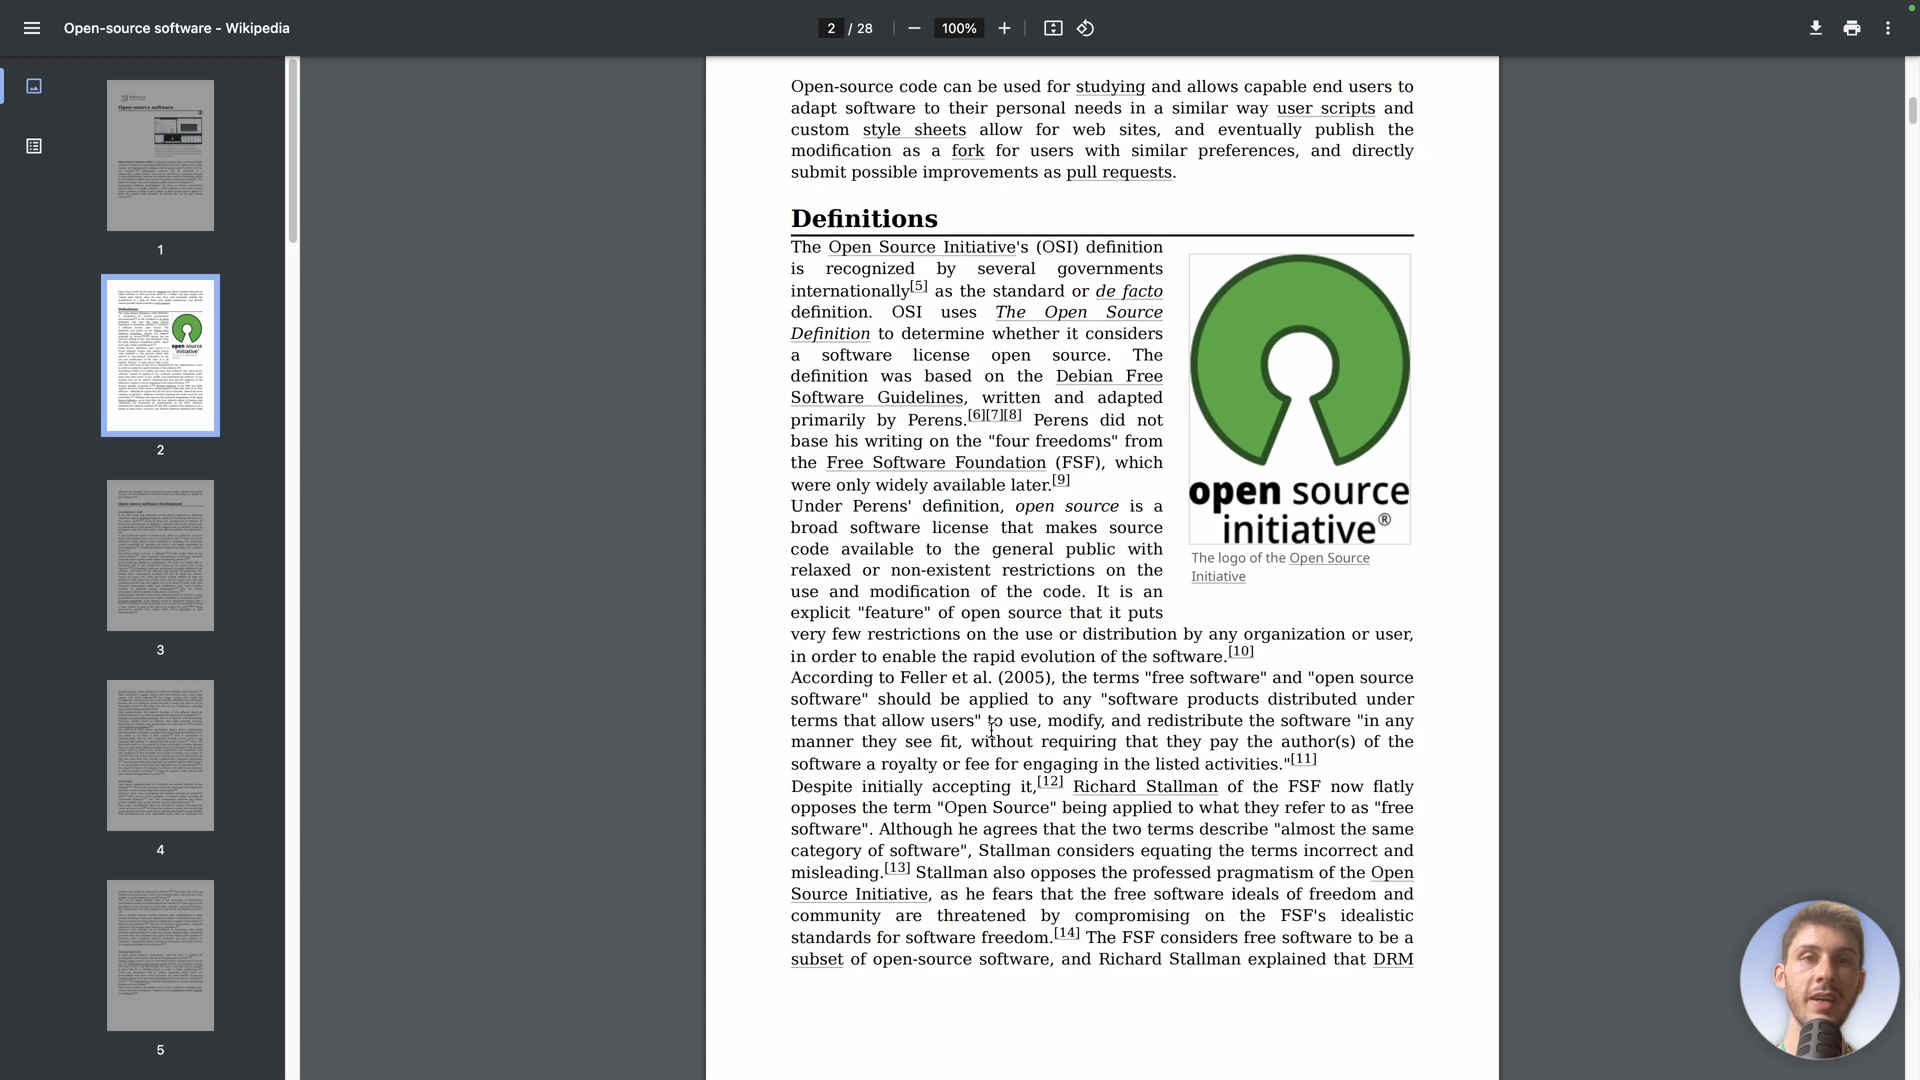 Open-source software - Wikipedia
2 / 28
100%
1
2
3
4
5
Open-source code can be used for studying and allows capable end users to
adapt software to their personal needs in a similar way user scripts and
custom style sheets allow for web sites, and eventually publish the
modification as a fork for users with similar preferences, and directly
submit possible improvements as pull requests.
Definitions
The Open Source Initiative's (OSI) definition
is recognized by several governments
internationally[5] as the standard or de facto
definition. OSI uses The Open Source
Definition to determine whether it considers
a software license open source. The
definition was based on the Debian Free
Software Guidelines, written and adapted
primarily by Perens.[6][7][8] Perens did not
base his writing on the "four freedoms" from
the Free Software Foundation (FSF), which
were only widely available later.[9]
Under Perens' definition, open source is a
broad software license that makes source
code available to the general public with
relaxed or non-existent restrictions on the
use and modification of the code. It is an
explicit "feature" of open source that it puts
very few restrictions on the use or distribution by any organization or user,
in order to enable the rapid evolution of the software.[10]
According to Feller et al. (2005), the terms "free software" and "open source
software" should be applied to any "software products distributed under
terms that allow users" to use, modify, and redistribute the software "in any
manner they see fit, without requiring that they pay the author(s) of the
software a royalty or fee for engaging in the listed activities."[11]
Despite initially accepting it,[12] Richard Stallman of the FSF now flatly
opposes the term "Open Source" being applied to what they refer to as "free
software". Although he agrees that the two terms describe "almost the same
category of software", Stallman considers equating the terms incorrect and
misleading.[13] Stallman also opposes the professed pragmatism of the Open
Source Initiative, as he fears that the free software ideals of freedom and
community are threatened by compromising on the FSF's idealistic
standards for software freedom.[14] The FSF considers free software to be a
subset of open-source software, and Richard Stallman explained that DRM
open source
initiative®
The logo of the Open Source
Initiative